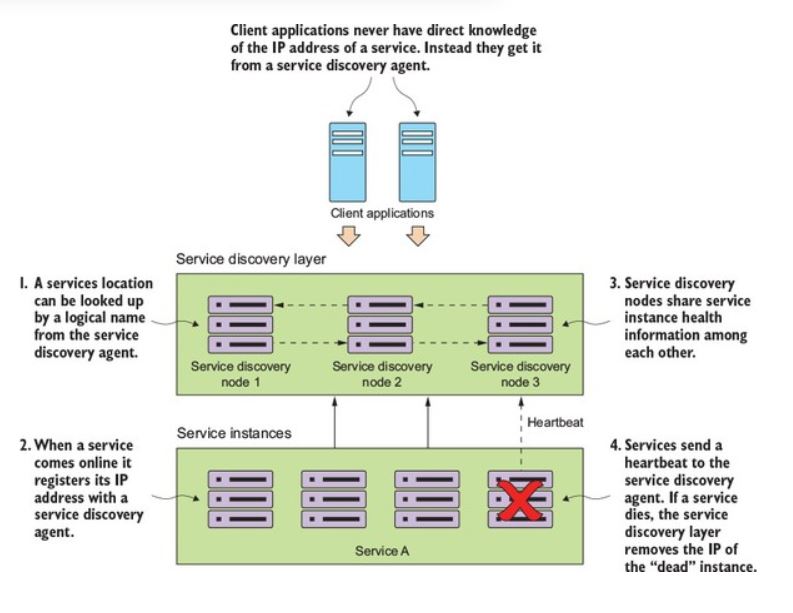 Client applications never have direct knowledge
of the IP address of a service. Instead they get it
from a service discovery agent.
Client applications
Service discovery layer
1. A services location
can be looked up
by a logical name
from the service
discovery agent.
Service discovery
node 1
Service discovery
node 2
Service discovery
node 3
3. Service discovery
nodes share service
instance health
information among
each other.
Heartbeat
Service instances
2. When a service
comes online it
registers its IP
address with a
service discovery
agent.
Service A
4. Services send a
heartbeat to the
service discovery
agent. If a service
dies, the service
discovery layer
removes the IP of
the “dead” instance.